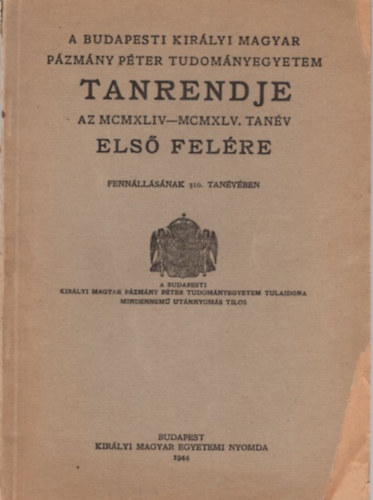 A BUDAPESTI KIRÁLYI MAGYAR
PÁZMÁNY PÉTER TUDOMÁNYEGYETEM
TANRENDJE
AZ MCMXLIV—MCMXLV. TANÉV
ELSŐ FELÉRE
FENNÁLLÁSÁNAK 310. TANÉVÉBEN
A BUDAPESTI
KIRÁLYI MAGYAR PÁZMÁNY PÉTER TUDOMÁNYEGYETEM TULAJDONA
MINDENNEMŰ UTÁNNYOMÁS TILOS
BUDAPEST
KIRÁLYI MAGYAR EGYETEMI NYOMDA
1944